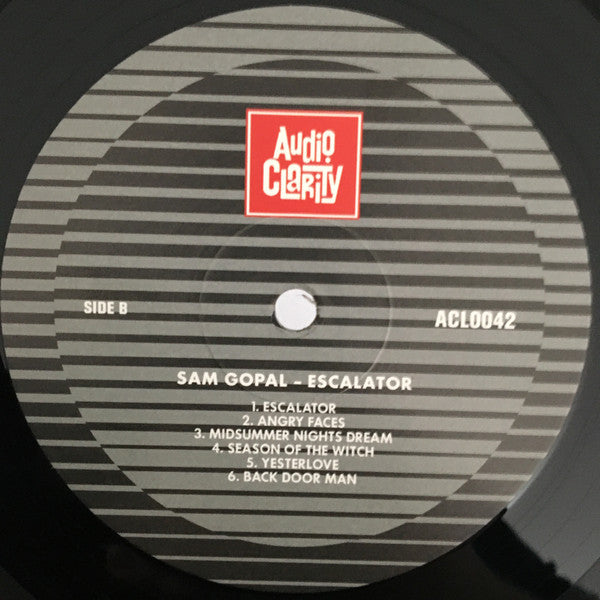 Audio
Clarity
SIDE B
ACL0042
SAM GOPAL – ESCALATOR
1. ESCALATOR
2. ANGRY FACES
3. MIDSUMMER NIGHTS DREAM
4. SEASON OF THE WITCH
5. YESTERLOVE
6. BACK DOOR MAN